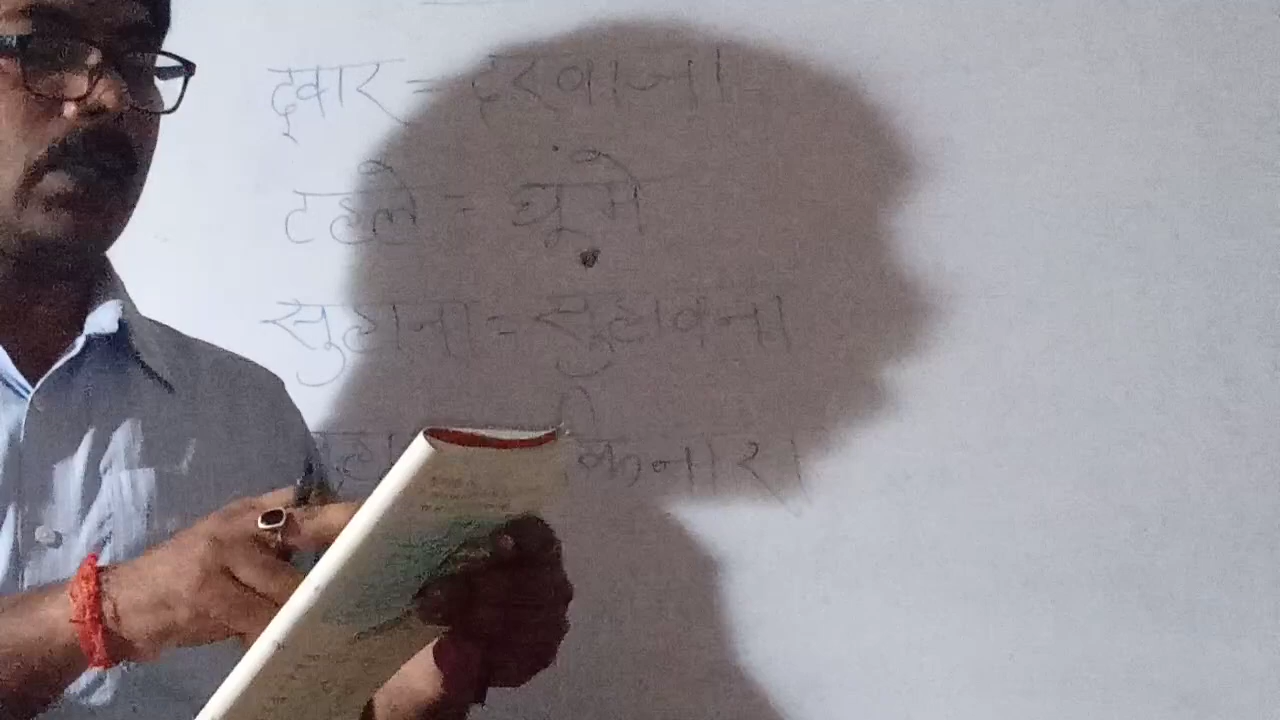 दूवार = दरवाजा
टहले = घूमे
सुहाना = सुहावना
किनारा